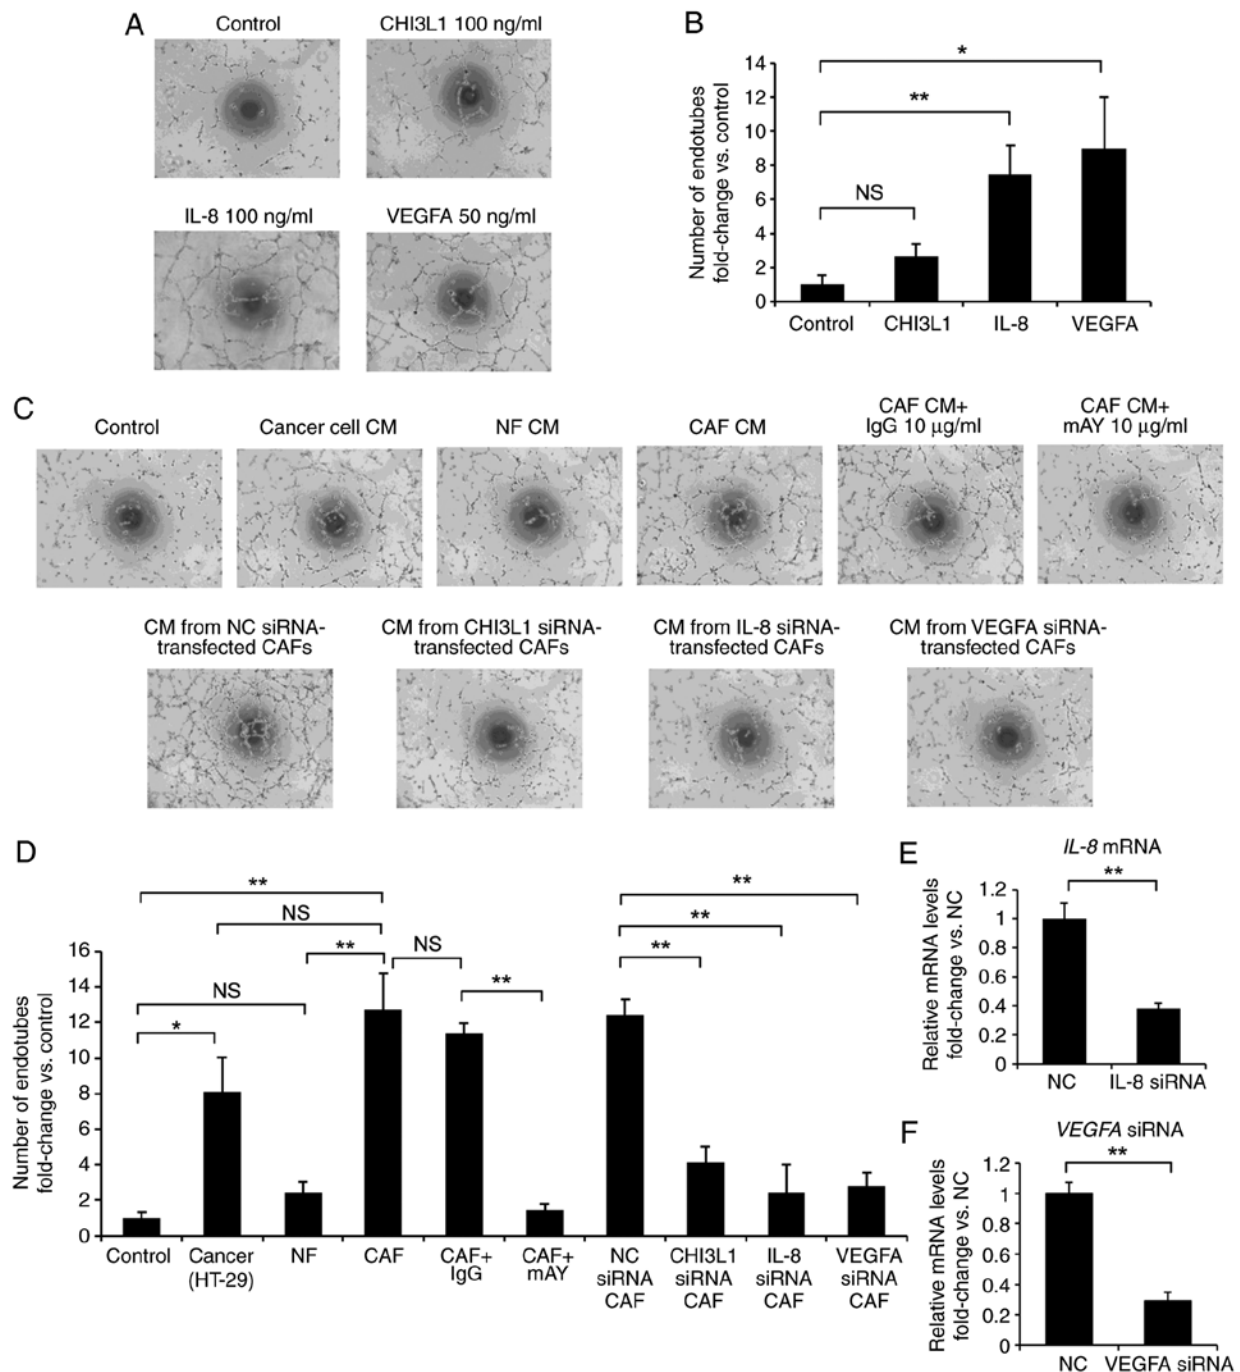 A
Control
CHI3L1 100 ng/ml
IL-8 100 ng/ml
VEGFA 50 ng/ml
B
Number of endotubes
fold-change vs. control
14
12
10
8
6
4
2
0
*
**
NS
Control
CHI3L1
IL-8
VEGFA
C
Control
Cancer cell CM
NF CM
CAF CM
CAF CM+
IgG 10 µg/ml
CAF CM+
mAY 10 µg/ml
CM from NC siRNA-
transfected CAFs
CM from CHI3L1 siRNA-
transfected CAFs
CM from IL-8 siRNA-
transfected CAFs
CM from VEGFA siRNA-
transfected CAFs
D
Number of endotubes
fold-change vs. control
16
14
12
10
8
6
4
2
0
**
NS
**
NS
NS
**
*
**
**
**
Control
Cancer
(HT-29)
NF
CAF
CAF+
IgG
CAF+
mAY
NC
siRNA
CAF
CHI3L1
siRNA
CAF
IL-8
siRNA
CAF
VEGFA
siRNA
CAF
E
IL-8 mRNA
Relative mRNA levels
fold-change vs. NC
1.2
1
0.8
0.6
0.4
0.2
0
**
NC
IL-8 siRNA
F
VEGFA siRNA
Relative mRNA levels
fold-change vs. NC
1.2
1
0.8
0.6
0.4
0.2
0
**
NC
VEGFA siRNA